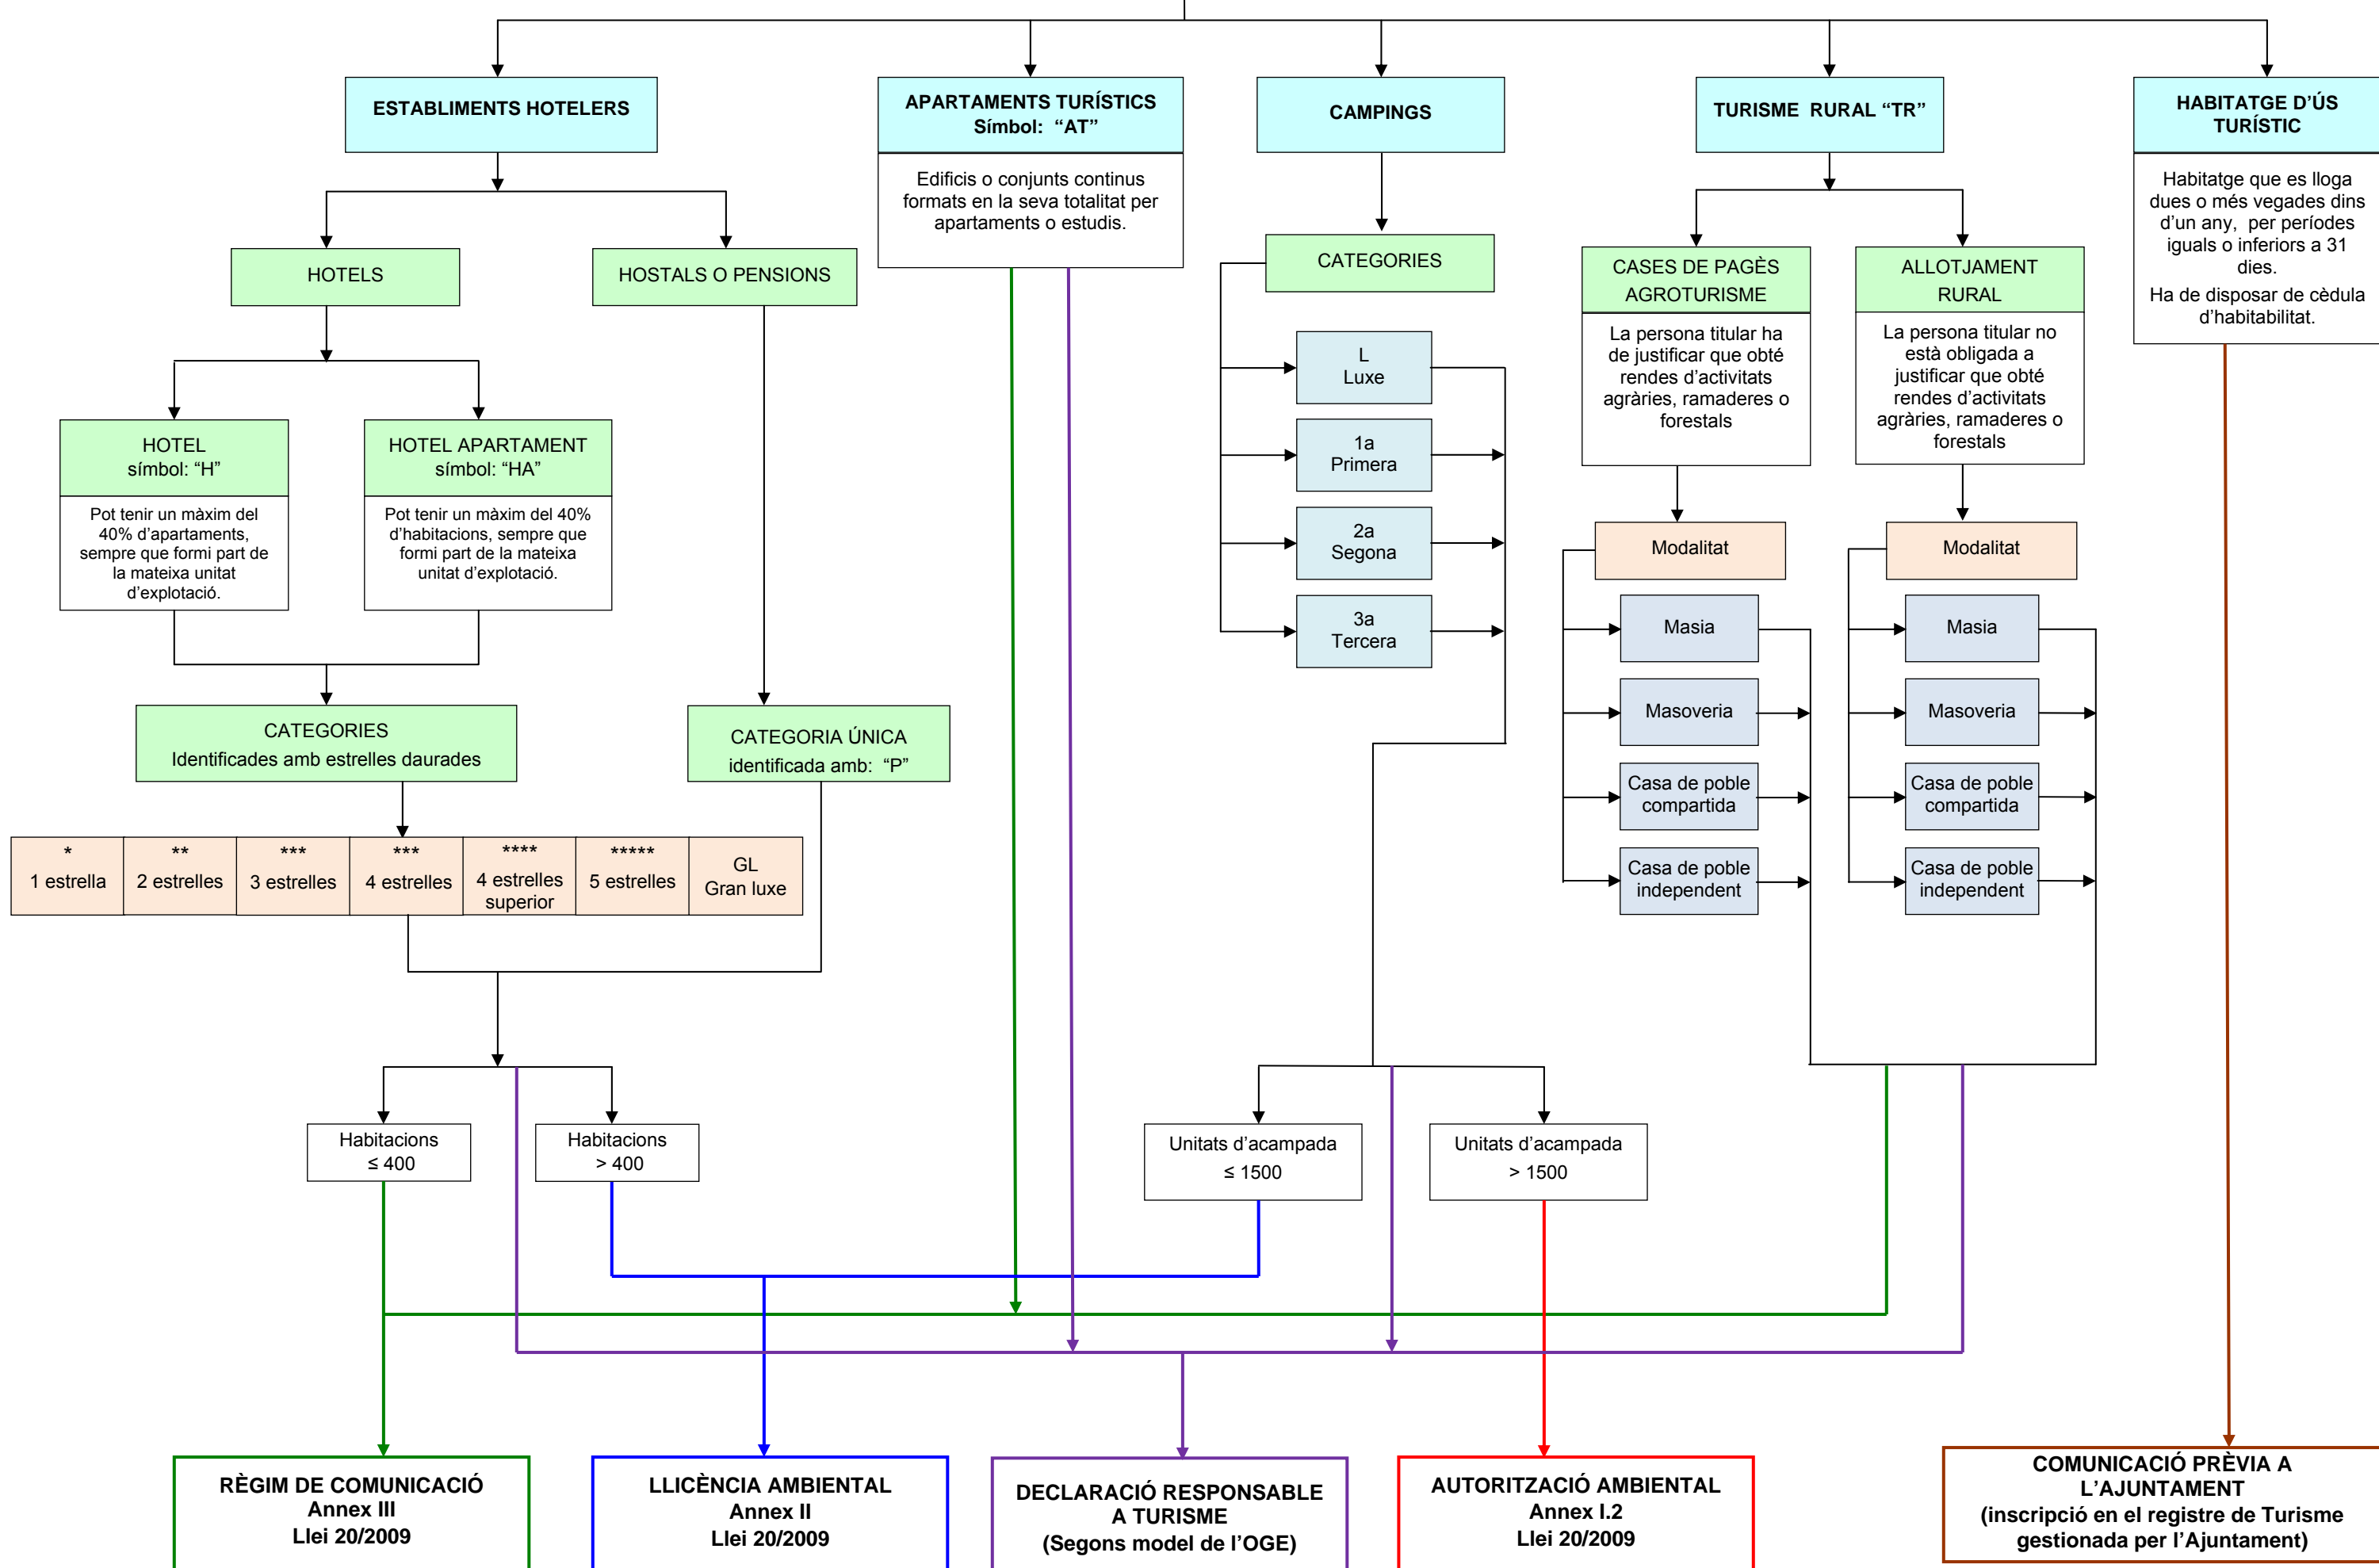 ESTABLIMENTS HOTELERS
APARTAMENTS TURÍSTICS
Símbol: “AT”
Edificis o conjunts continus
formats en la seva totalitat per
apartaments o estudis.
CAMPINGS
TURISME RURAL “TR”
HABITATGE D’ÚS
TURÍSTIC
Habitatge que es lloga
dues o més vegades dins
d’un any, per períodes
iguals o inferiors a 31
dies.
Ha de disposar de cèdula
d’habitabilitat.
HOTELS
HOSTALS O PENSIONS
CATEGORIES
CASES DE PAGÈS
AGROTURISME
La persona titular ha
de justificar que obté
rendes d’activitats
agràries, ramaderes o
forestals
ALLOTJAMENT
RURAL
La persona titular no
està obligada a
justificar que obté
rendes d’activitats
agràries, ramaderes o
forestals
HOTEL
símbol: “H”
Pot tenir un màxim del
40% d’apartaments,
sempre que formi part de
la mateixa unitat
d’explotació.
HOTEL APARTAMENT
símbol: “HA”
Pot tenir un màxim del 40%
d’habitacions, sempre que
formi part de la mateixa
unitat d’explotació.
L
Luxe
1a
Primera
2a
Segona
3a
Tercera
Modalitat
Masia
Masoveria
Casa de poble
compartida
Casa de poble
independent
Modalitat
Masia
Masoveria
Casa de poble
compartida
Casa de poble
independent
CATEGORIES
Identificades amb estrelles daurades
CATEGORIA ÚNICA
identificada amb: “P”
*
1 estrella
**
2 estrelles
***
3 estrelles
***
4 estrelles
****
4 estrelles
superior
*****
5 estrelles
GL
Gran luxe
Habitacions
≤ 400
Habitacions
> 400
Unitats d’acampada
≤ 1500
Unitats d’acampada
> 1500
RÈGIM DE COMUNICACIÓ
Annex III
Llei 20/2009
LLICÈNCIA AMBIENTAL
Annex II
Llei 20/2009
DECLARACIÓ RESPONSABLE
A TURISME
(Segons model de l’OGE)
AUTORITZACIÓ AMBIENTAL
Annex I.2
Llei 20/2009
COMUNICACIÓ PRÈVIA A
L’AJUNTAMENT
(inscripció en el registre de Turisme
gestionada per l’Ajuntament)